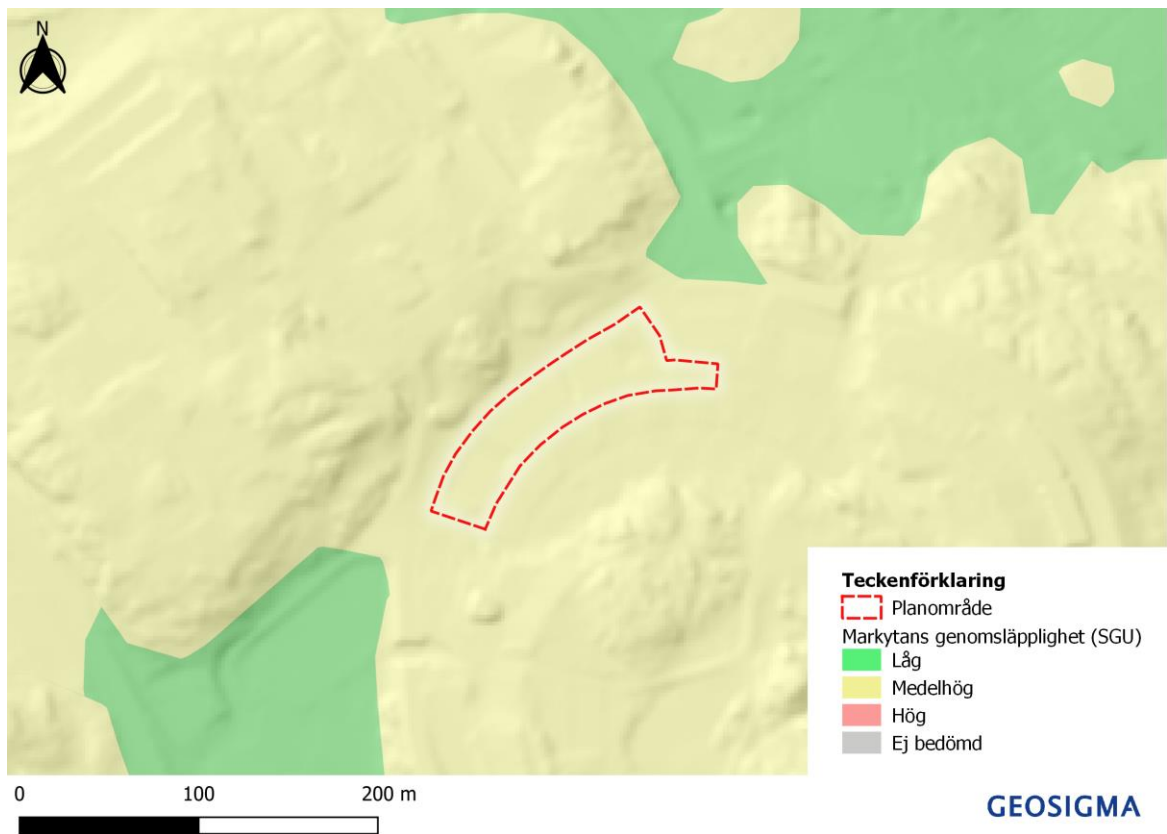 N
Teckenförklaring
Planområde
Markytans genomsläpplighet (SGU)
Låg
Medelhög
Hög
Ej bedömd
0 100 200 m
GEOSIGMA